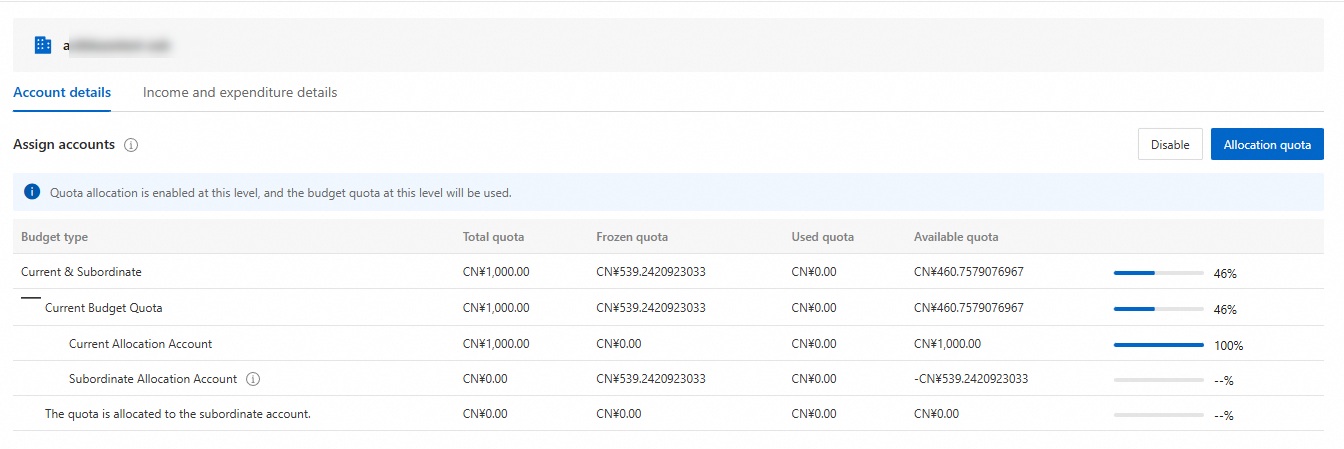 Account details Income and expenditure details
Assign accounts
Disable Allocation quota
Quota allocation is enabled at this level, and the budget quota at this level will be used.
Budget type Total quota Frozen quota Used quota Available quota
Current & Subordinate CN¥1,000.00 CN¥539.2420923033 CN¥0.00 CN¥460.7579076967 46%
Current Budget Quota CN¥1,000.00 CN¥539.2420923033 CN¥0.00 CN¥460.7579076967 46%
Current Allocation Account CN¥1,000.00 CN¥0.00 CN¥0.00 CN¥1,000.00 100%
Subordinate Allocation Account CN¥0.00 CN¥539.2420923033 CN¥0.00 -CN¥539.2420923033 --%
The quota is allocated to the subordinate account. CN¥0.00 CN¥0.00 CN¥0.00 CN¥0.00 --%